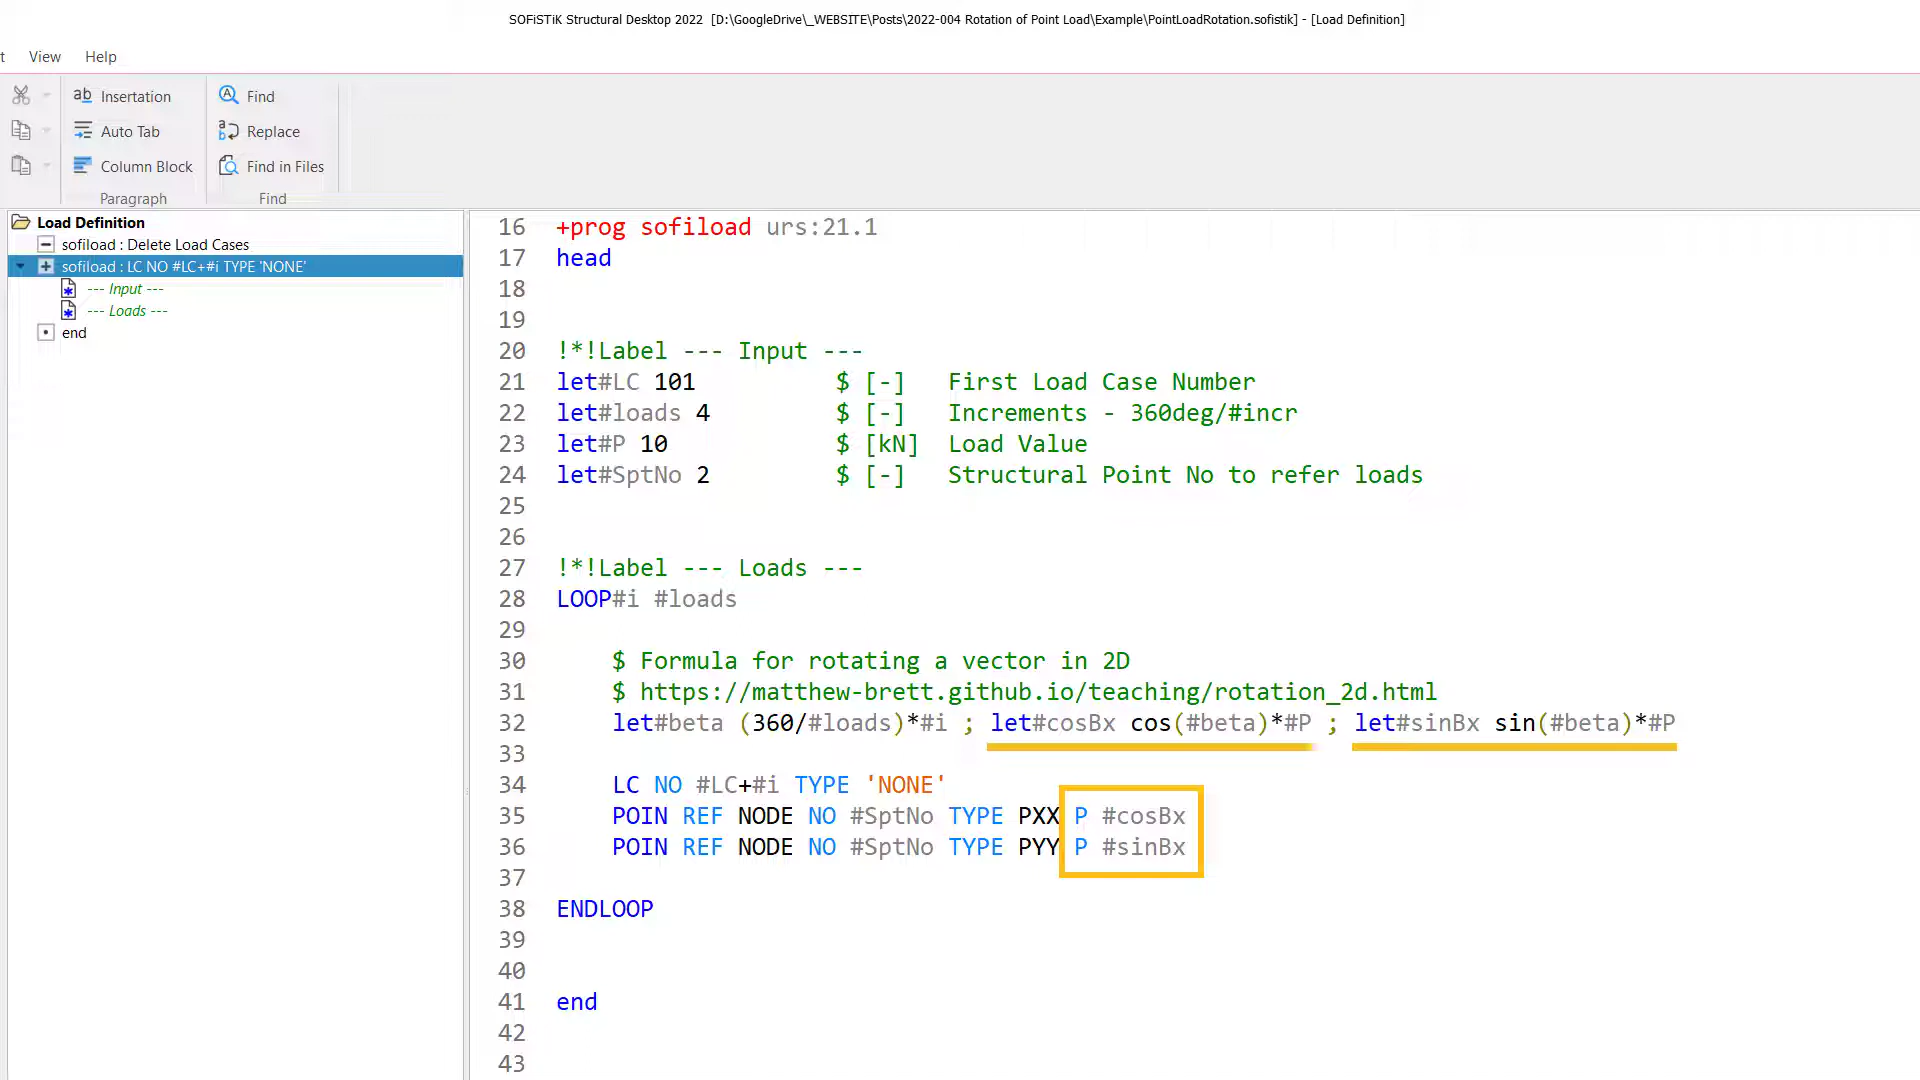 SOFiSTiK Structural Desktop 2022 [D:\GoogleDrive\_WEBSITE\Posts\2022-004 Rotation of Point Load\Example\PointLoadRotation.sofistik] - [Load Definition]
t View Help
ab Insertation
Find
Auto Tab
Replace
Column Block
Find in Files
Paragraph
Find
Load Definition
sofiload : Delete Load Cases
sofiload : LC NO #LC+#i TYPE 'NONE'
--- Input ---
--- Loads ---
end
16 +prog sofiload urs:21.1
17 head
18
19
20 !*!Label --- Input ---
21 let#LC 101 $ [-] First Load Case Number
22 let#loads 4 $ [-] Increments - 360deg/#incr
23 let#P 10 $ [kN] Load Value
24 let#SptNo 2 $ [-] Structural Point No to refer loads
25
26
27 !*!Label --- Loads ---
28 LOOP#i #loads
29
30 $ Formula for rotating a vector in 2D
31 $ https://matthew-brett.github.io/teaching/rotation_2d.html
32 let#beta (360/#loads)*#i ; let#cosBx cos(#beta)*#P ; let#sinBx sin(#beta)*#P
33
34 LC NO #LC+#i TYPE 'NONE'
35 POIN REF NODE NO #SptNo TYPE PXX P #cosBx
36 POIN REF NODE NO #SptNo TYPE PYY P #sinBx
37
38 ENDLOOP
39
40
41 end
42
43